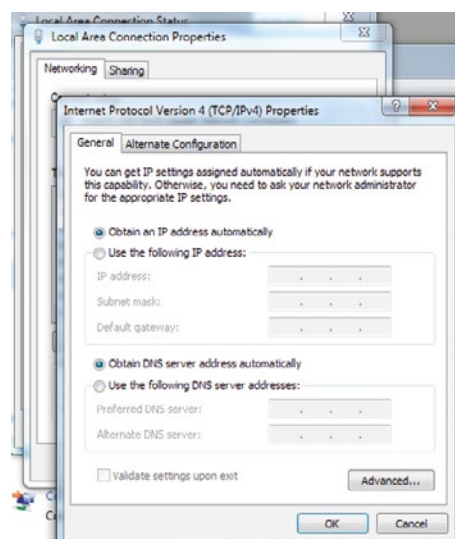 Local Area Connection Status
Local Area Connection Properties
Networking Sharing
Internet Protocol Version 4 (TCP/IPv4) Properties
General Alternate Configuration
You can get IP settings assigned automatically if your network supports
this capability. Otherwise, you need to ask your network administrator
for the appropriate IP settings.
Obtain an IP address automatically
Use the following IP address:
IP address:
Subnet mask:
Default gateway:
Obtain DNS server address automatically
Use the following DNS server addresses:
Preferred DNS server:
Alternate DNS server:
Validate settings upon exit
Advanced...
OK Cancel